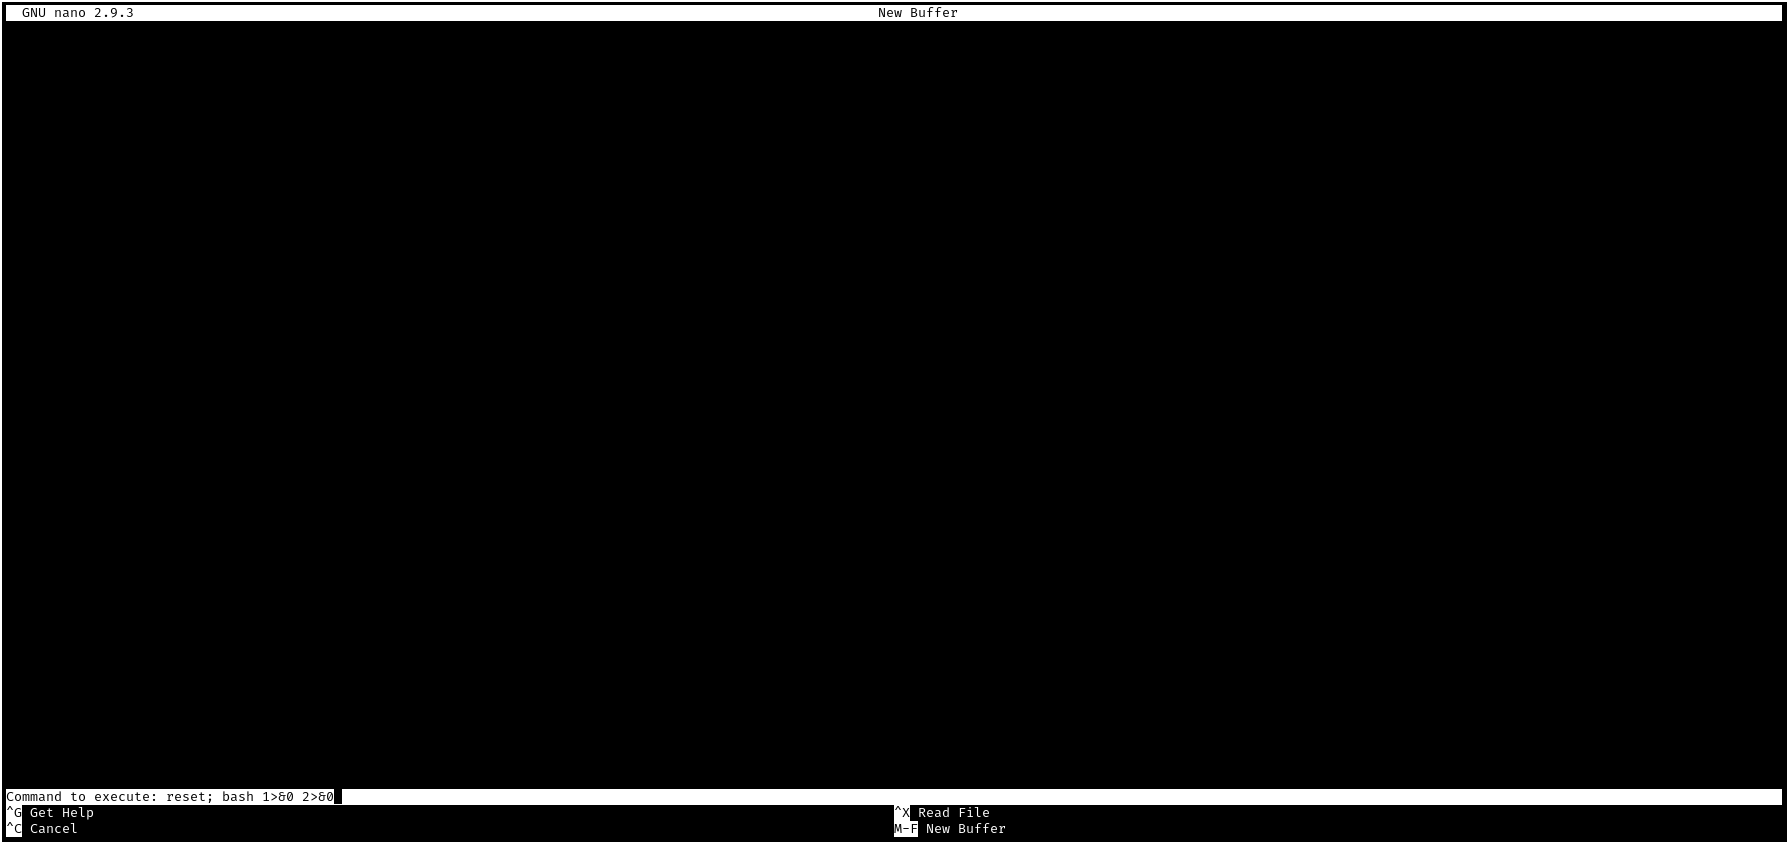 GNU nano 2.9.3 New Buffer
Command to execute: reset; bash 1>&0 2>&0
^G Get Help ^X Read File
^C Cancel M-F New Buffer